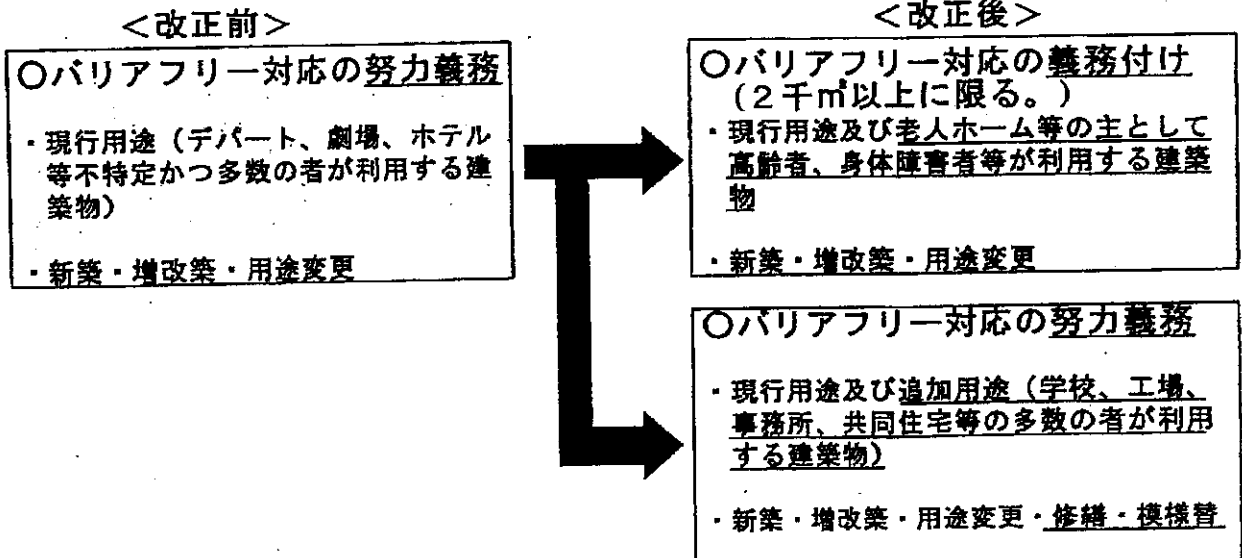 ＜改正前＞
〇バリアフリー対応の努力義務
・現行用途（デパート、劇場、ホテル
等不特定かつ多数の者が利用する建
築物）
・新築・増改築・用途変更
＜改正後＞
〇バリアフリー対応の義務付け
（２千㎡以上に限る。）
・現行用途及び老人ホーム等の主として
高齢者、身体障害者等が利用する建築
物
・新築・増改築・用途変更
〇バリアフリー対応の努力義務
・現行用途及び追加用途（学校、工場、
事務所、共同住宅等の多数の者が利用
する建築物）
・新築・増改築・用途変更・修繕・模様替